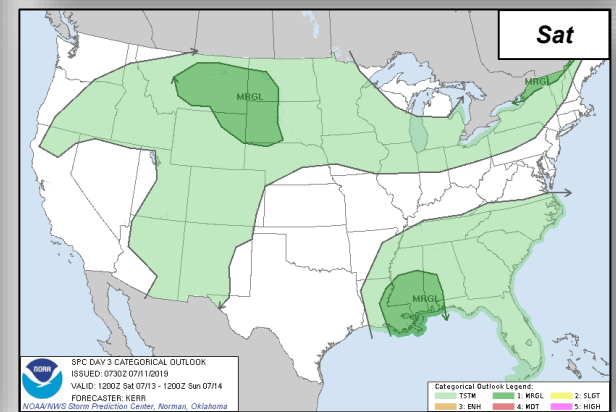 Sat
MRGL
MRGL
MRGL
NOAA
SPC DAY 3 CATEGORICAL OUTLOOK
ISSUED: 0730Z 07/11/2019
VALID: 1200Z Sat 07/13 - 1200Z Sun 07/14
FORECASTER: KERR
NOAA/NWS Storm Prediction Center, Norman, Oklahoma
Categorical Outlook Legend:
TSTM 1: MRGL 2: SLGT
3: ENH 4: MDT 5: HIGH